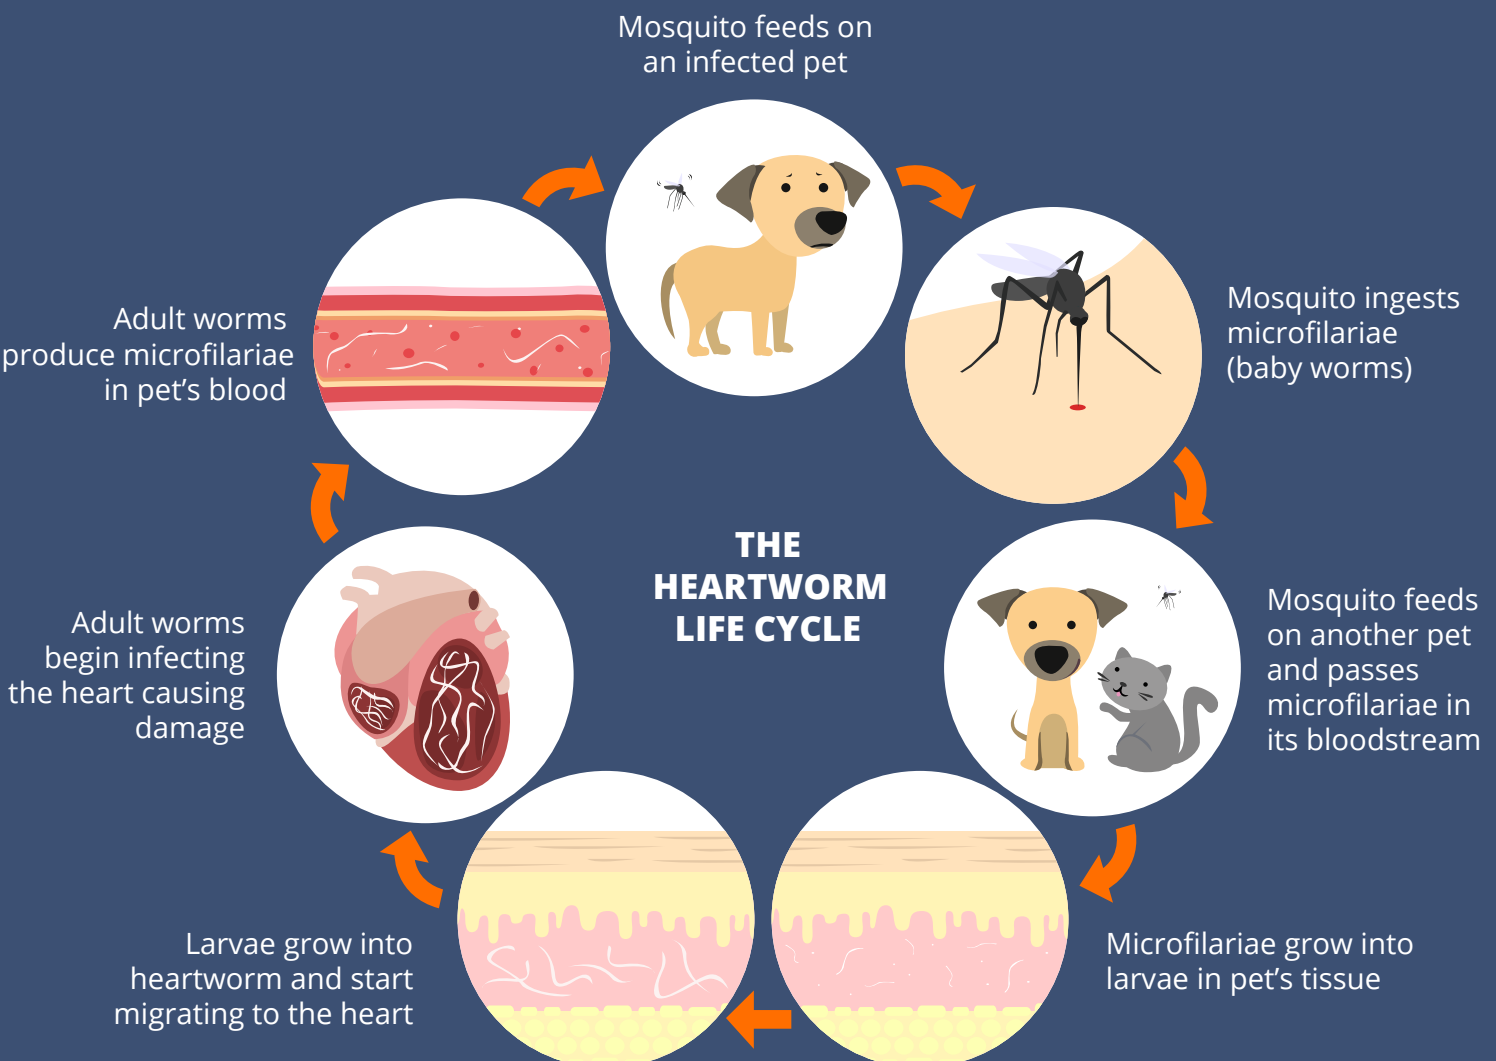 Mosquito feeds on
an infected pet
Mosquito ingests
microfilariae
(baby worms)
Mosquito feeds
on another pet
and passes
microfilariae in
its bloodstream
Microfilariae grow into
larvae in pet’s tissue
Larvae grow into
heartworm and start
migrating to the heart
Adult worms
begin infecting
the heart causing
damage
Adult worms
produce microfilariae
in pet’s blood
THE
HEARTWORM
LIFE CYCLE